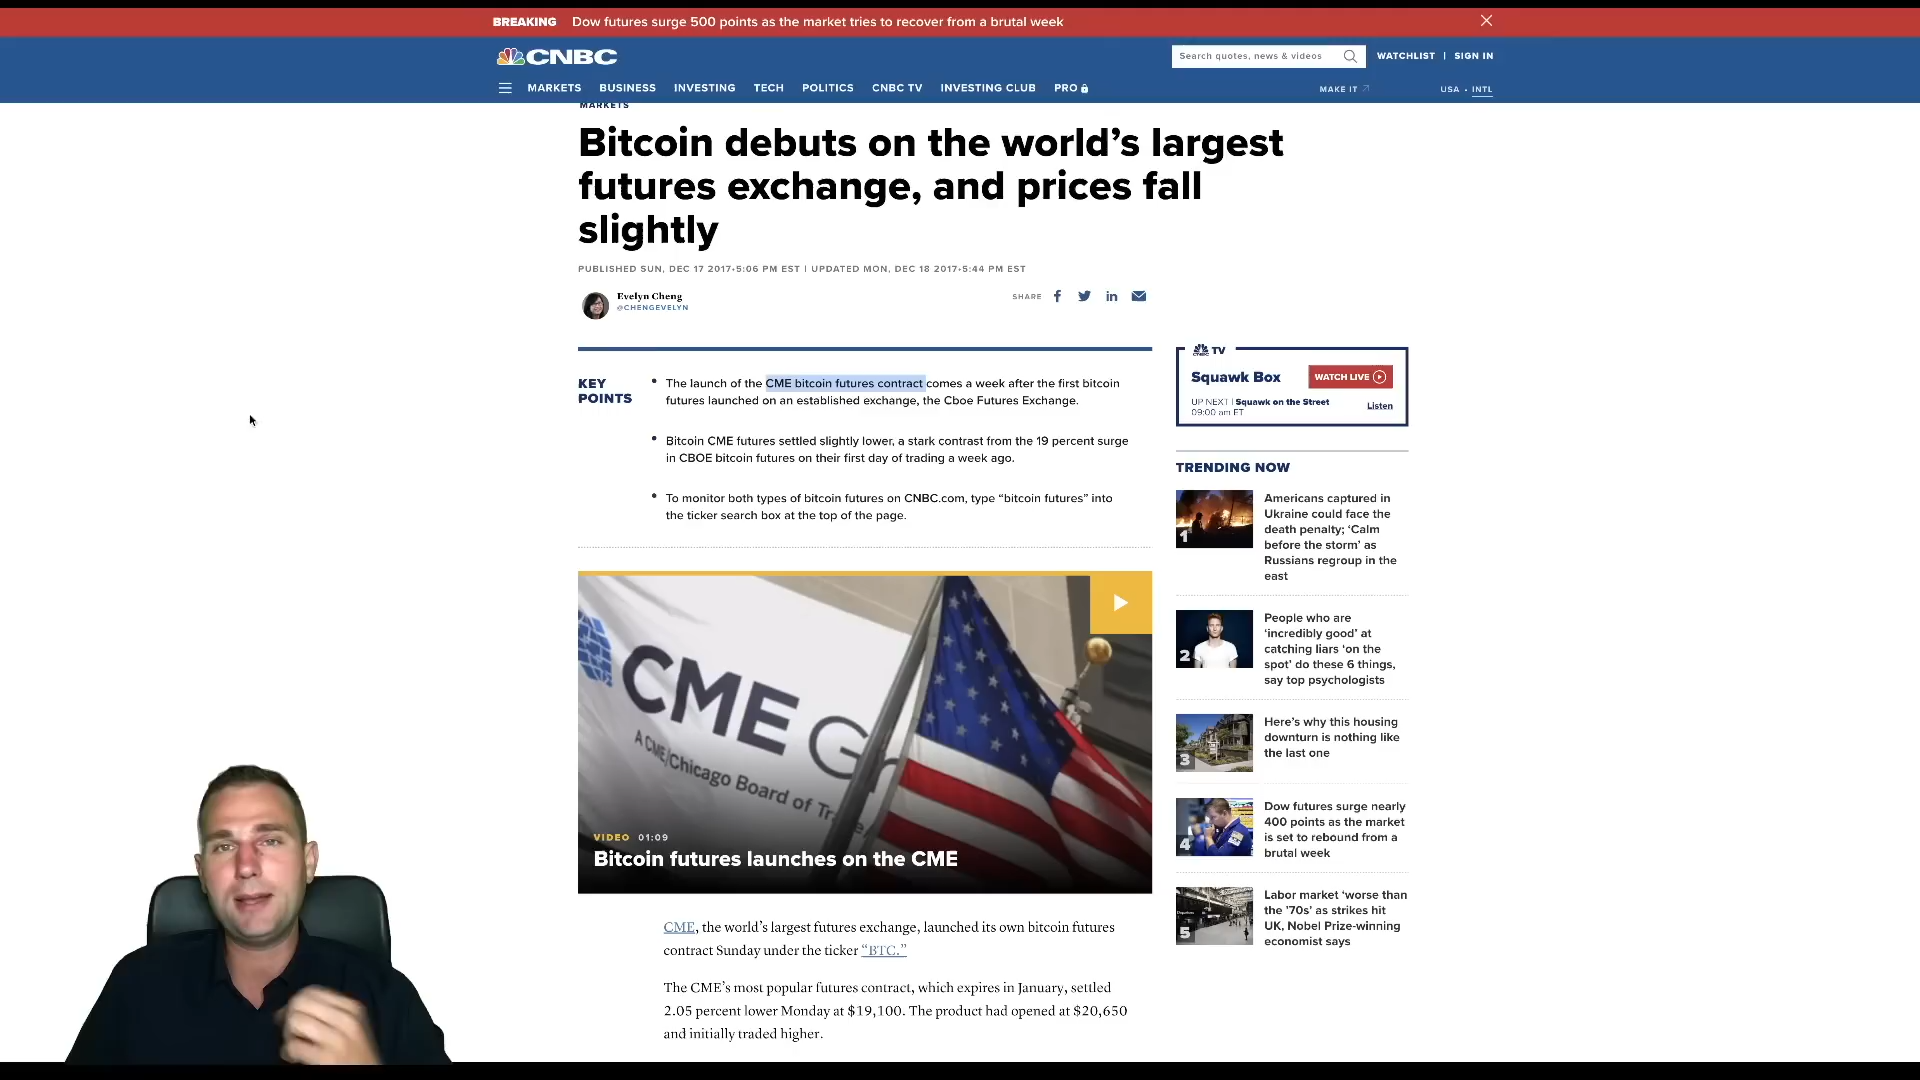 BREAKING Dow futures surge 500 points as the market tries to recover from a brutal week
CNBC
Search quotes, news & videos
WATCHLIST | SIGN IN
MARKETS BUSINESS INVESTING TECH POLITICS CNBC TV INVESTING CLUB PRO
MAKE IT
USA • INTL
MARKETS
Bitcoin debuts on the world’s largest
futures exchange, and prices fall
slightly
PUBLISHED SUN, DEC 17 2017•5:06 PM EST | UPDATED MON, DEC 18 2017•5:44 PM EST
Evelyn Cheng
@CHENGEVELYN
SHARE
KEY
POINTS
• The launch of the CME bitcoin futures contract comes a week after the first bitcoin
futures launched on an established exchange, the Cboe Futures Exchange.
• Bitcoin CME futures settled slightly lower, a stark contrast from the 19 percent surge
in CBOE bitcoin futures on their first day of trading a week ago.
• To monitor both types of bitcoin futures on CNBC.com, type “bitcoin futures” into
the ticker search box at the top of the page.
CME G
A CME/Chicago Board of Trade
VIDEO 01:09
Bitcoin futures launches on the CME
CME, the world’s largest futures exchange, launched its own bitcoin futures
contract Sunday under the ticker “BTC.”
The CME’s most popular futures contract, which expires in January, settled
2.05 percent lower Monday at $19,100. The product had opened at $20,650
and initially traded higher.
CNBC TV
Squawk Box
WATCH LIVE
UP NEXT | Squawk on the Street
09:00 am ET
Listen
TRENDING NOW
1
Americans captured in
Ukraine could face the
death penalty; ‘Calm
before the storm’ as
Russians regroup in the
east
2
People who are
‘incredibly good’ at
catching liars ‘on the
spot’ do these 6 things,
say top psychologists
3
Here’s why this housing
downturn is nothing like
the last one
4
Dow futures surge nearly
400 points as the market
is set to rebound from a
brutal week
5
Labor market ‘worse than
the ’70s’ as strikes hit
UK, Nobel Prize-winning
economist says